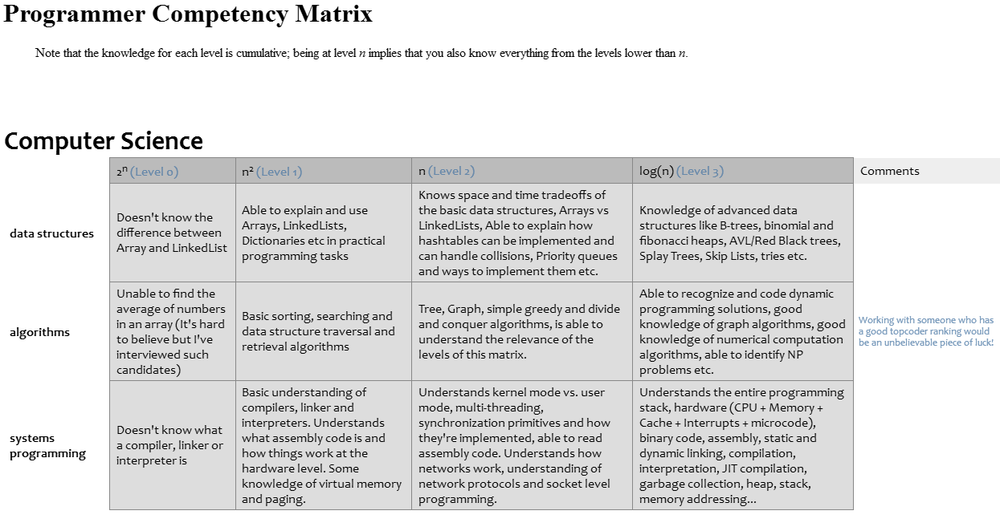 Programmer Competency Matrix
Note that the knowledge for each level is cumulative; being at level n implies that you also know everything from the levels lower than n.
Computer Science
2ⁿ (Level 0)
n² (Level 1)
n (Level 2)
log(n) (Level 3)
Comments
data structures
Doesn't know the
difference between
Array and LinkedList
Able to explain and use
Arrays, LinkedLists,
Dictionaries etc in practical
programming tasks
Knows space and time tradeoffs of
the basic data structures, Arrays vs
LinkedLists, Able to explain how
hashtables can be implemented and
can handle collisions, Priority queues
and ways to implement them etc.
Knowledge of advanced data
structures like B-trees, binomial and
fibonacci heaps, AVL/Red Black trees,
Splay Trees, Skip Lists, tries etc.
algorithms
Unable to find the
average of numbers
in an array (It's hard
to believe but I've
interviewed such
candidates)
Basic sorting, searching and
data structure traversal and
retrieval algorithms
Tree, Graph, simple greedy and divide
and conquer algorithms, is able to
understand the relevance of the
levels of this matrix.
Able to recognize and code dynamic
programming solutions, good
knowledge of graph algorithms, good
knowledge of numerical computation
algorithms, able to identify NP
problems etc.
Working with someone who has
a good topcoder ranking would
be an unbelievable piece of luck!
systems
programming
Doesn't know what
a compiler, linker or
interpreter is
Basic understanding of
compilers, linker and
interpreters. Understands
what assembly code is and
how things work at the
hardware level. Some
knowledge of virtual memory
and paging.
Understands kernel mode vs. user
mode, multi-threading,
synchronization primitives and how
they're implemented, able to read
assembly code. Understands how
networks work, understanding of
network protocols and socket level
programming.
Understands the entire programming
stack, hardware (CPU + Memory +
Cache + Interrupts + microcode),
binary code, assembly, static and
dynamic linking, compilation,
interpretation, JIT compilation,
garbage collection, heap, stack,
memory addressing...